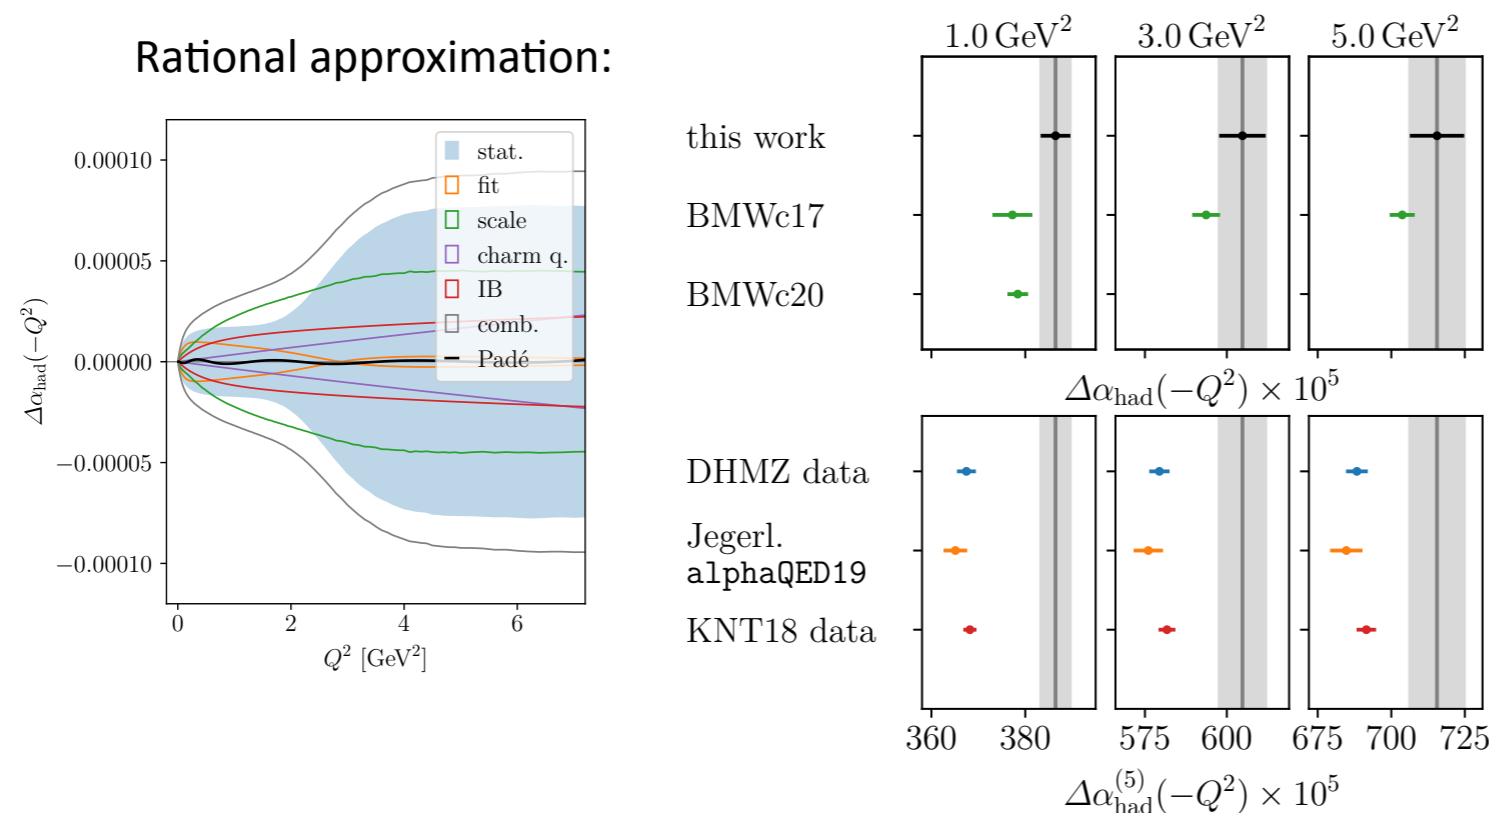 Rational approximation:
0.00010
0.00005
0.00000
−0.00005
−0.00010
Δα_had(−Q²)
stat.
fit
scale
charm q.
IB
comb.
Padé
0 2 4 6
Q² [GeV²]
1.0 GeV² 3.0 GeV² 5.0 GeV²
this work
BMWc17
BMWc20
Δα_had(−Q²) × 10⁵
DHMZ data
Jegerl.
alphaQED19
KNT18 data
360 380 575 600 675 700 725
Δα_had^(5)(−Q²) × 10⁵